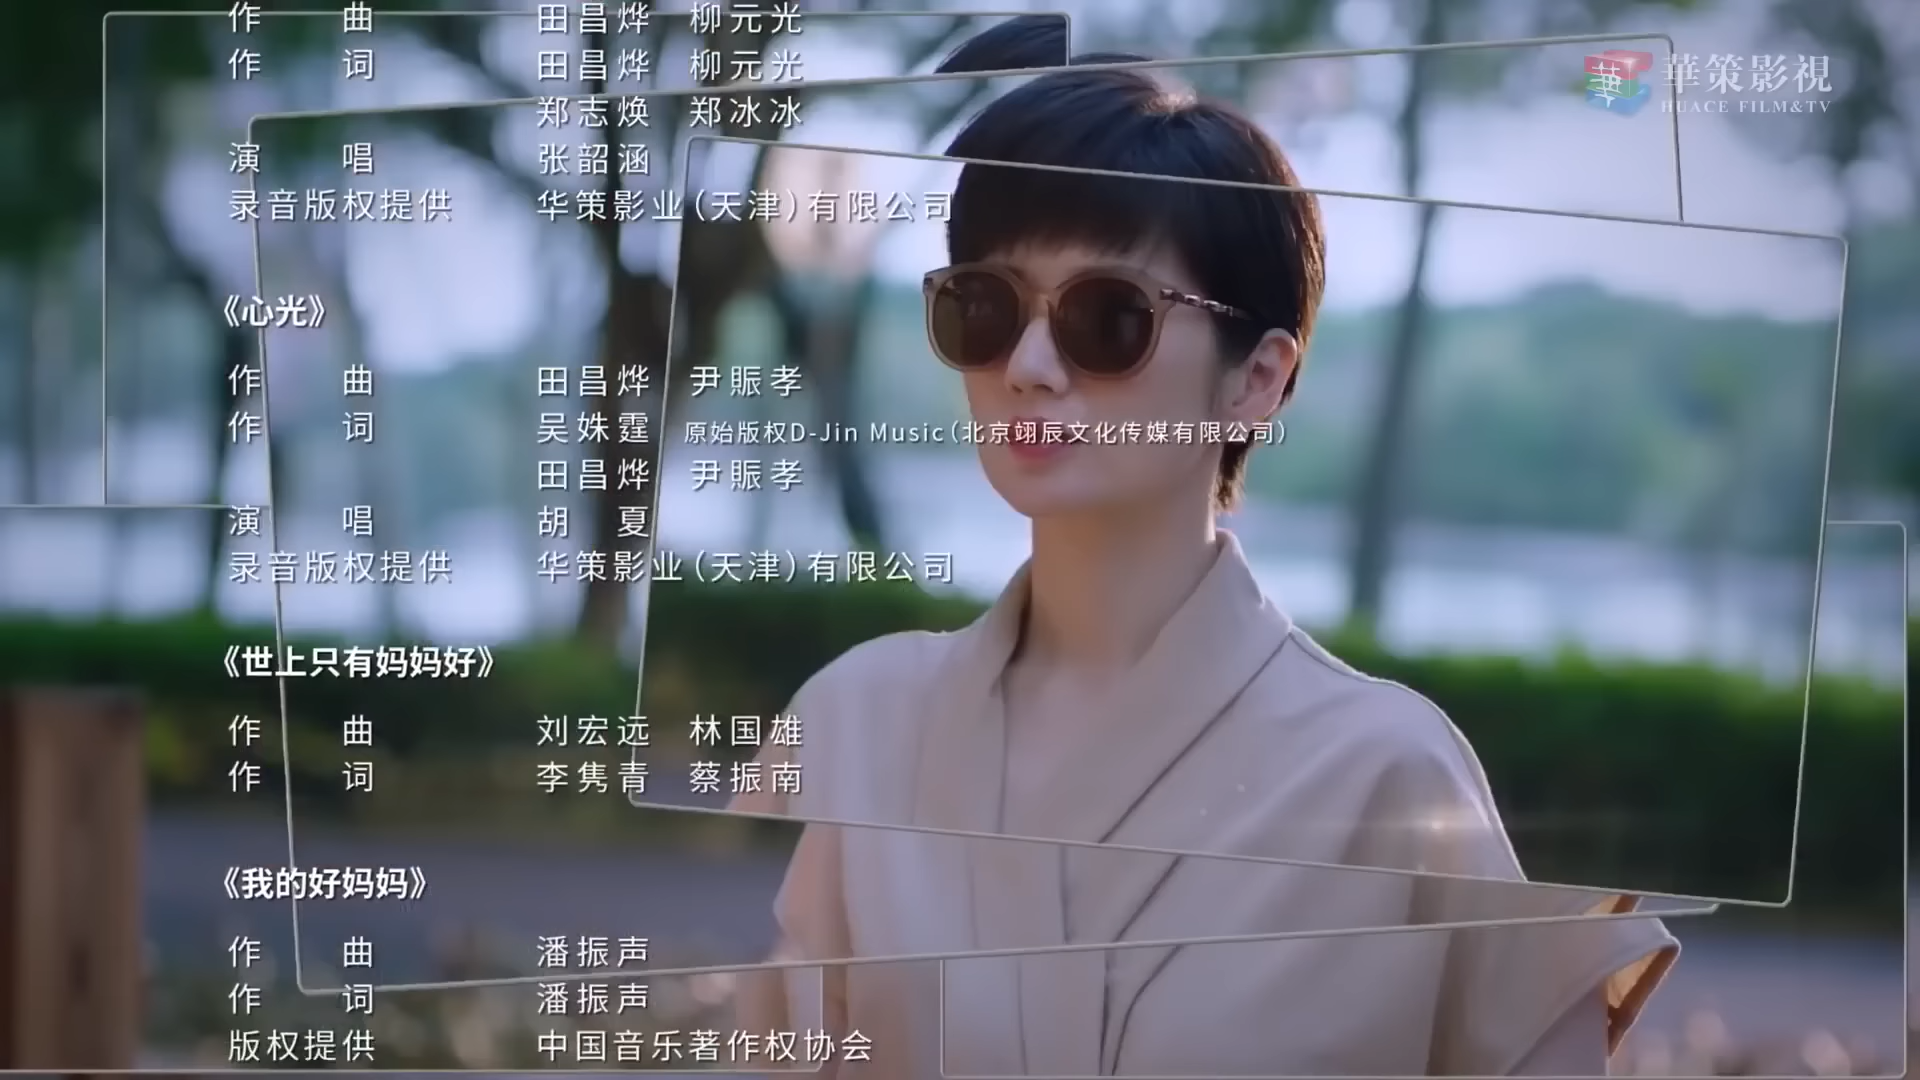 作曲 田昌烨 柳元光
作词 田昌烨 柳元光
郑志焕 郑冰冰
華策影視
HUACE FILM&TV
演唱 张韶涵
录音版权提供 华策影业(天津)有限公司
《心光》
作曲 田昌烨 尹賑孝
作词 吴姝霆 原始版权D-Jin Music(北京翊辰文化传媒有限公司)
田昌烨 尹賑孝
演唱 胡夏
录音版权提供 华策影业(天津)有限公司
《世上只有妈妈好》
作曲 刘宏远 林国雄
作词 李隽青 蔡振南
《我的好妈妈》
作曲 潘振声
作词 潘振声
版权提供 中国音乐著作权协会